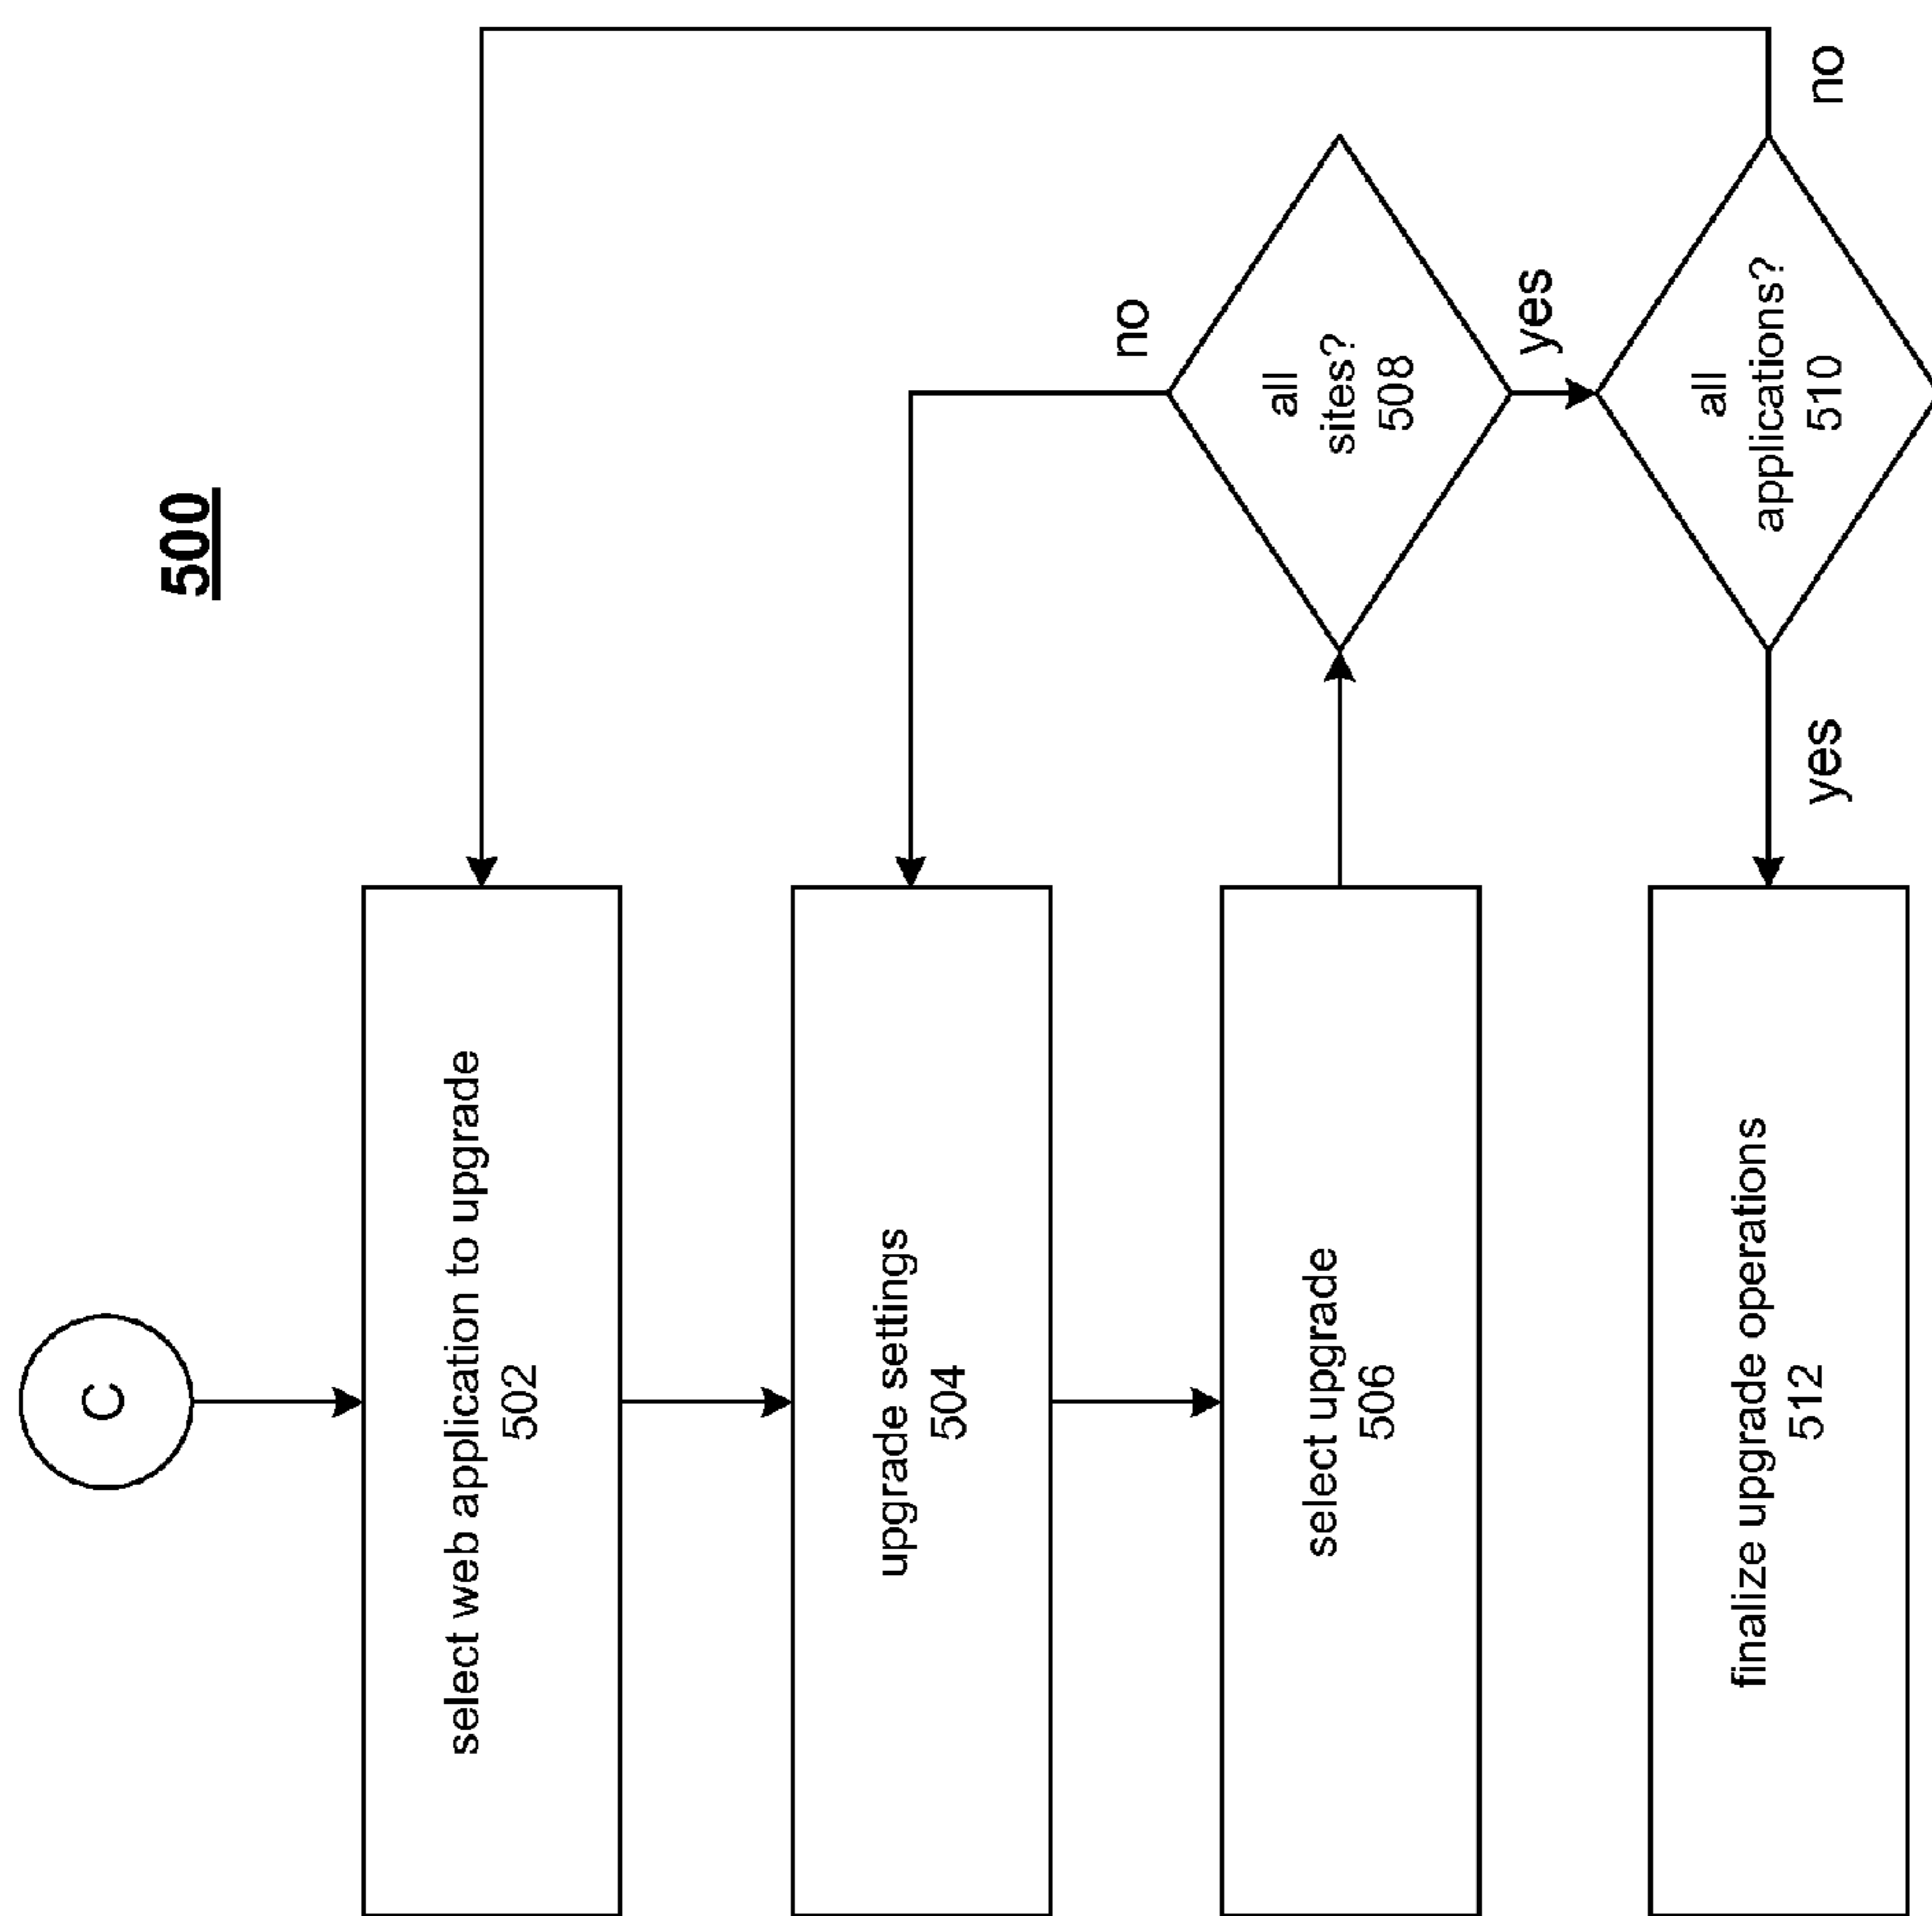 500
C
select web application to upgrade
502
upgrade settings
504
select upgrade
506
no
all
sites?
508
yes
all
applications?
510
no
yes
finalize upgrade operations
512